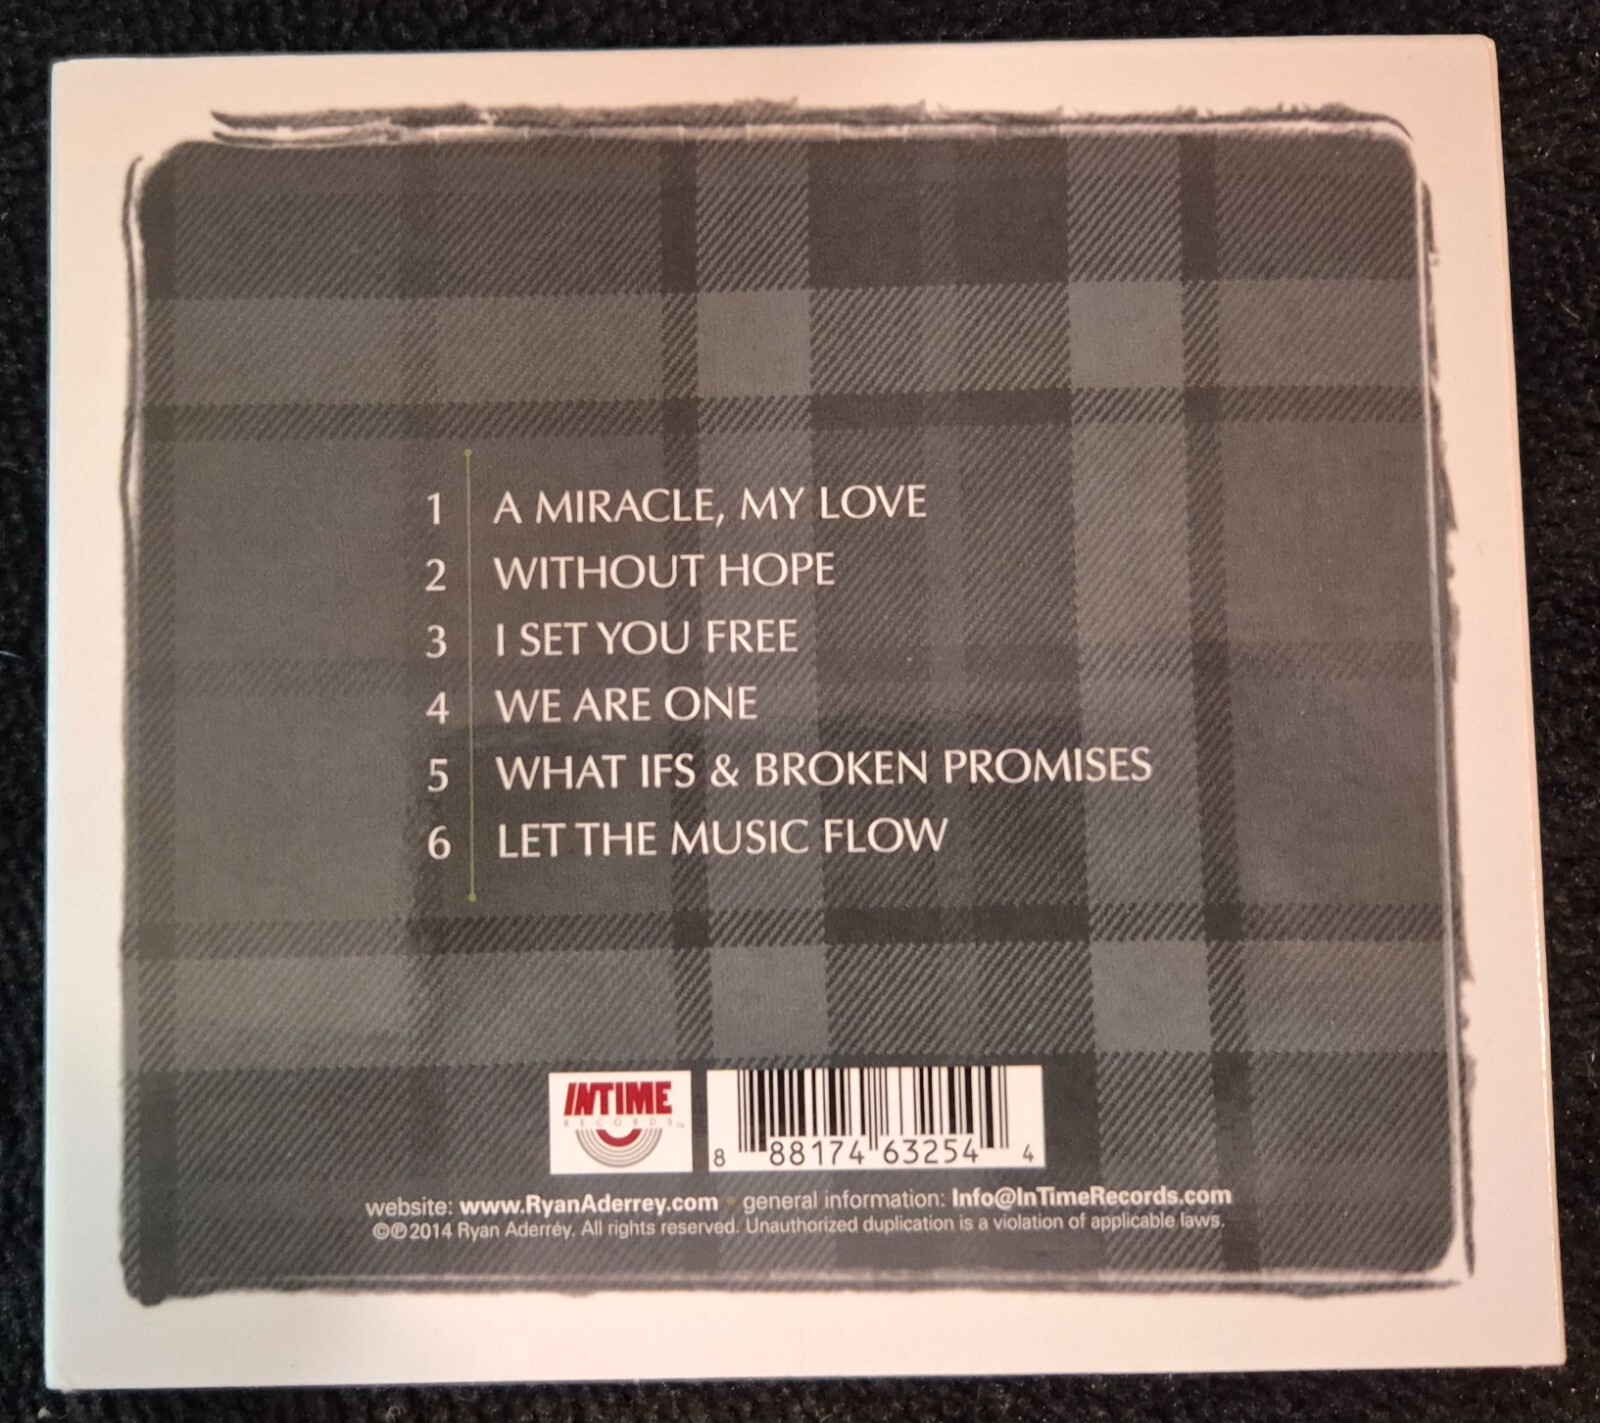 1 A MIRACLE, MY LOVE
2 WITHOUT HOPE
3 I SET YOU FREE
4 WE ARE ONE
5 WHAT IFS & BROKEN PROMISES
6 LET THE MUSIC FLOW
INTIME
RECORDS™
8 88174 63254 4
website: www.RyanAderrey.com • general information: Info@InTimeRecords.com
©℗2014 Ryan Aderréy. All rights reserved. Unauthorized duplication is a violation of applicable laws.